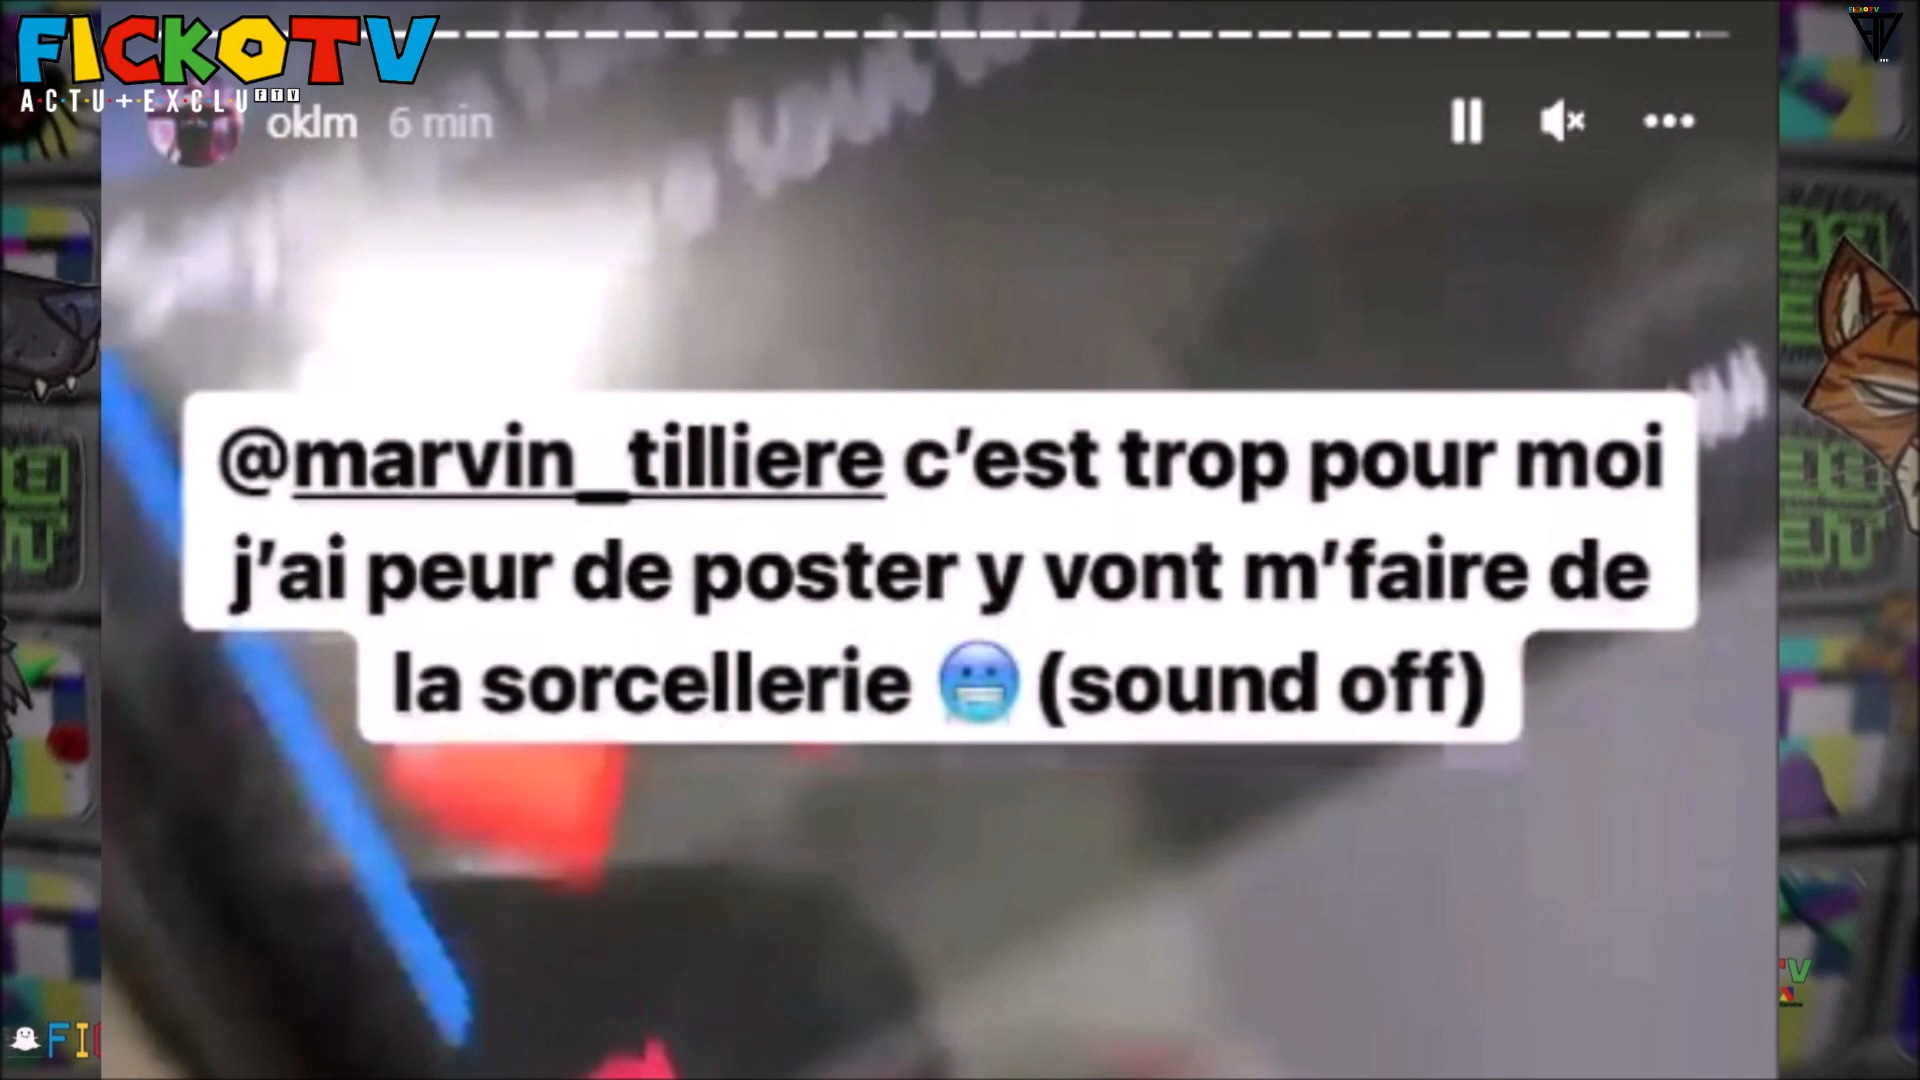 FICKOTV
ACTU+EXCLU FTV
oklm 6 min
@marvin_tilliere c’est trop pour moi
j’ai peur de poster y vont m’faire de
la sorcellerie 🥶 (sound off)